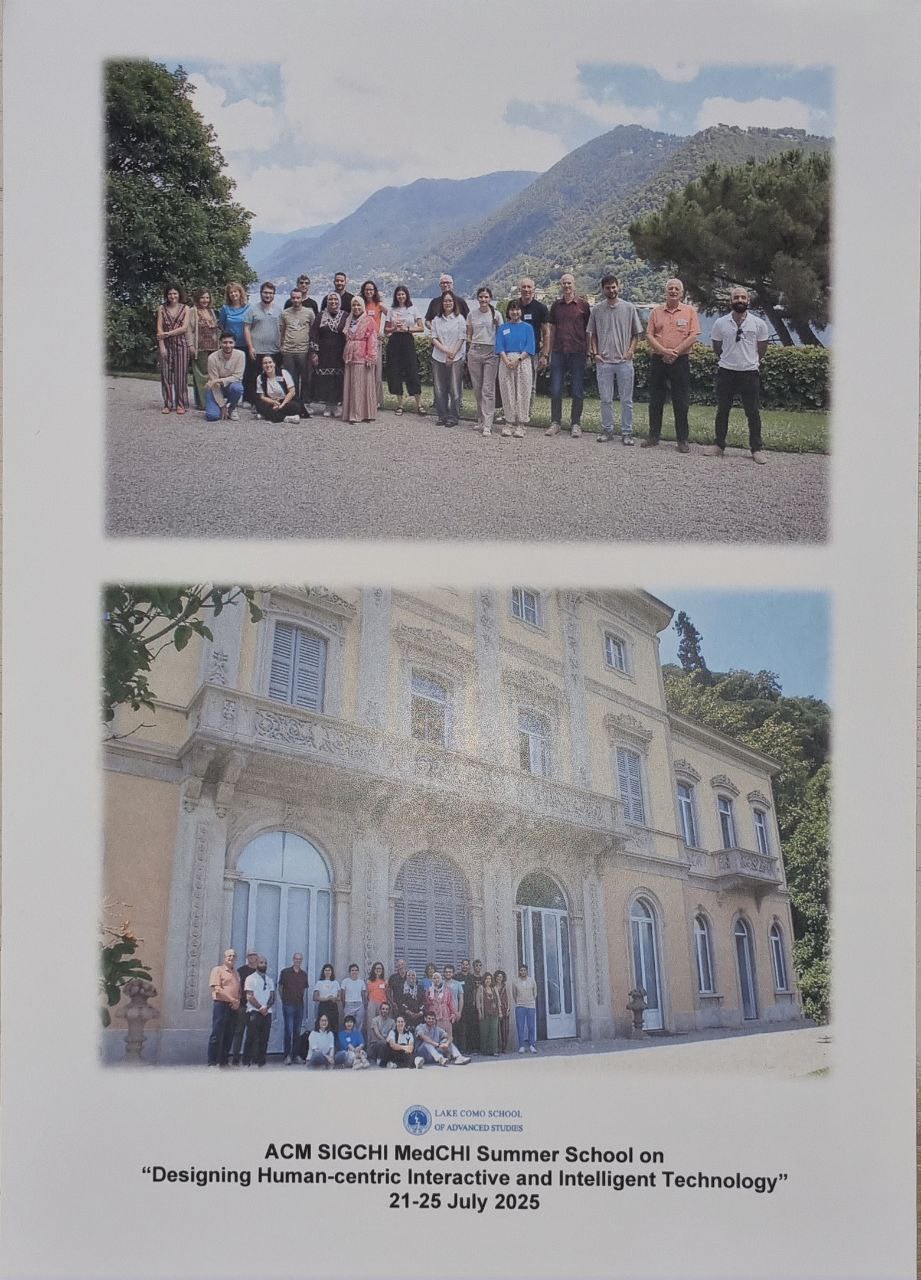 LAKE COMO SCHOOL
OF ADVANCED STUDIES
ACM SIGCHI MedCHI Summer School on
“Designing Human-centric Interactive and Intelligent Technology”
21-25 July 2025